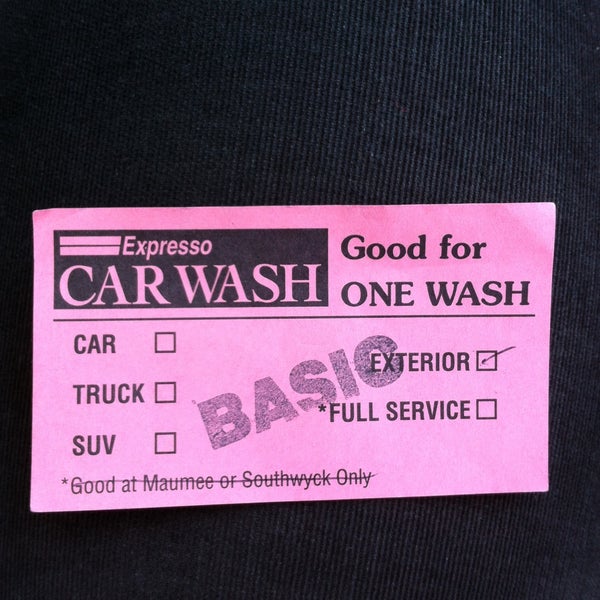 Expresso
CAR WASH
Good for
ONE WASH
CAR
TRUCK
SUV
BASIC
EXTERIOR
*FULL SERVICE
*Good at Maumee or Southwyck Only